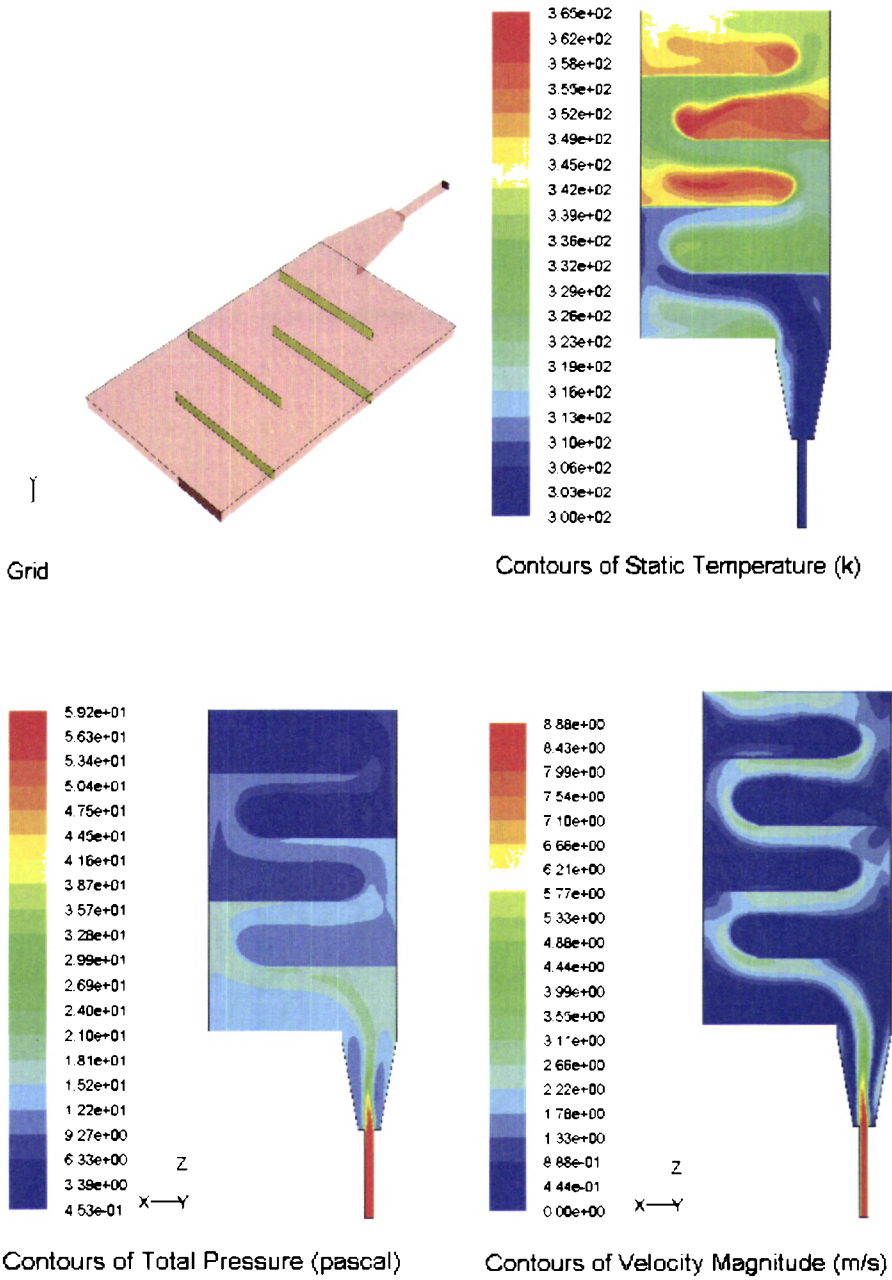 3.65e+02
3.62e+02
3.58e+02
3.55e+02
3.52e+02
3.49e+02
3.45e+02
3.42e+02
3.39e+02
3.36e+02
3.32e+02
3.29e+02
3.26e+02
3.23e+02
3.19e+02
3.16e+02
3.13e+02
3.10e+02
3.06e+02
3.03e+02
3.00e+02
Grid
Contours of Static Temperature (k)
5.92e+01
5.63e+01
5.34e+01
5.04e+01
4.75e+01
4.45e+01
4.16e+01
3.87e+01
3.57e+01
3.28e+01
2.99e+01
2.69e+01
2.40e+01
2.10e+01
1.81e+01
1.52e+01
1.22e+01
9.27e+00
6.33e+00
3.39e+00
4.53e-01
Z
X Y
Contours of Total Pressure (pascal)
8.88e+00
8.43e+00
7.99e+00
7.54e+00
7.10e+00
6.66e+00
6.21e+00
5.77e+00
5.33e+00
4.88e+00
4.44e+00
3.99e+00
3.55e+00
3.11e+00
2.66e+00
2.22e+00
1.78e+00
1.33e+00
8.88e-01
4.44e-01
0.00e+00
Z
X Y
Contours of Velocity Magnitude (m/s)